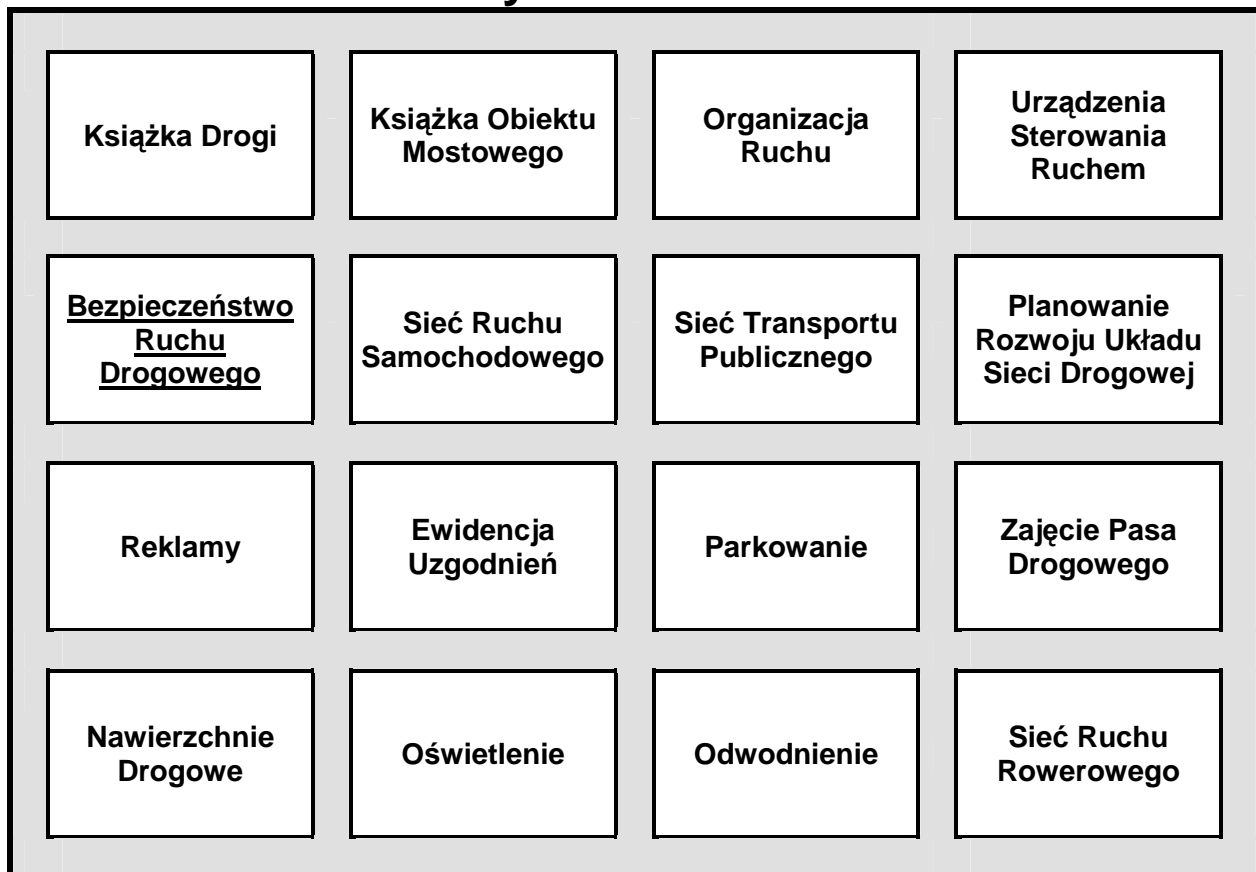 Książka Drogi
Książka Obiektu
Mostowego
Organizacja
Ruchu
Urządzenia
Sterowania
Ruchem
Bezpieczeństwo
Ruchu
Drogowego
Sieć Ruchu
Samochodowego
Sieć Transportu
Publicznego
Planowanie
Rozwoju Układu
Sieci Drogowej
Reklamy
Ewidencja
Uzgodnień
Parkowanie
Zajęcie Pasa
Drogowego
Nawierzchnie
Drogowe
Oświetlenie
Odwodnienie
Sieć Ruchu
Rowerowego